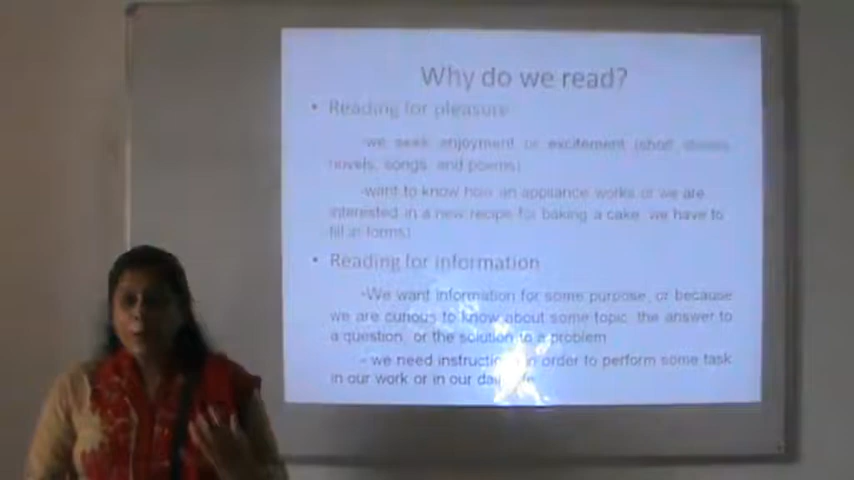 Why do we read?
• Reading for pleasure
-we seek enjoyment or excitement (short stories
novels, songs, and poems)
-want to know how an appliance works or we are
interested in a new recipe for baking a cake, we have to
fill in forms)
• Reading for information
-We want information for some purpose, or because
we are curious to know about some topic, the answer to
a question, or the solution to a problem
- we need in order to perform some task
in our work or in our